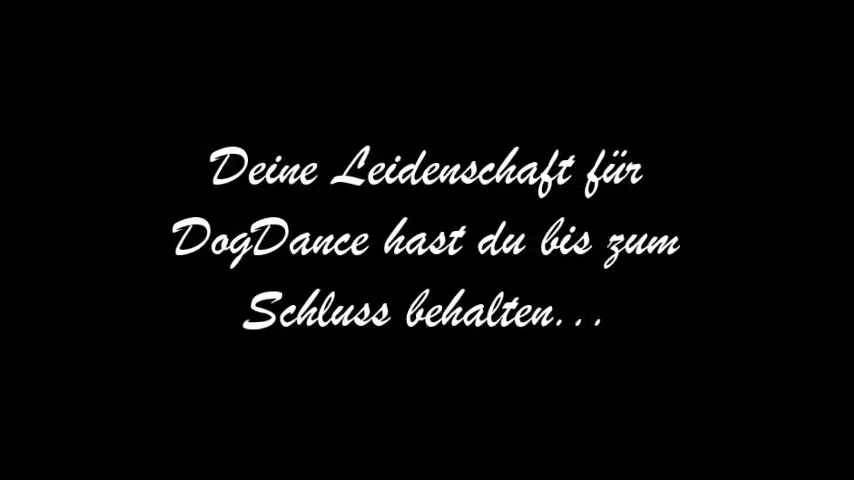 Deine Leidenschaft für
DogDance hast du bis zum
Schluss behalten...